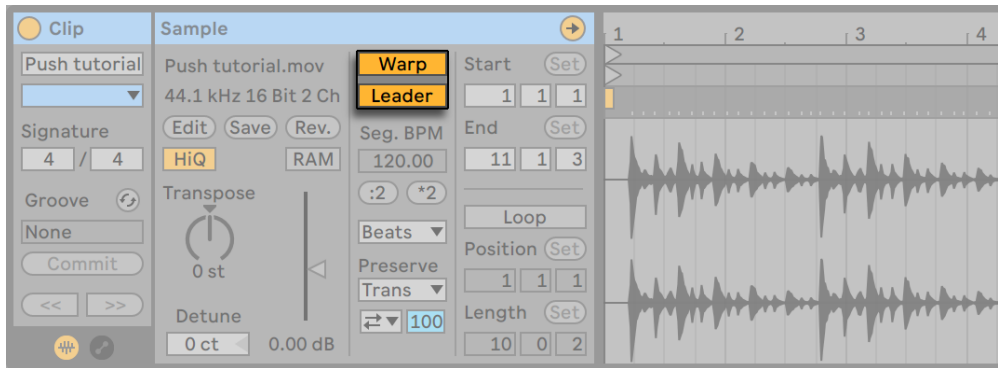 Clip
Push tutorial
Signature
4 / 4
Groove
None
Commit
<< >>
Sample
Push tutorial.mov
44.1 kHz 16 Bit 2 Ch
Edit Save Rev.
HiQ RAM
Transpose
0 st
Detune
0 ct 0.00 dB
Warp
Leader
Seg. BPM
120.00
:2 *2
Beats
Preserve
Trans
100
Start Set
1 1 1
End Set
11 1 3
Loop
Position Set
1 1 1
Length Set
10 0 2
1 2 3 4